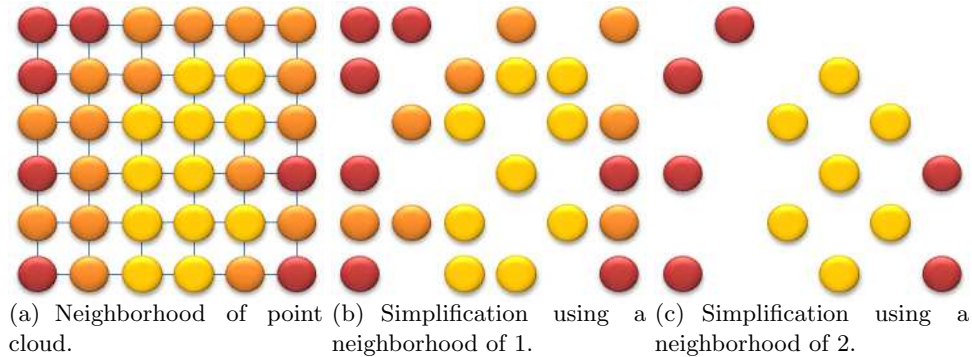 (a) Neighborhood of point cloud.
(b) Simplification using a neighborhood of 1.
(c) Simplification using a neighborhood of 2.